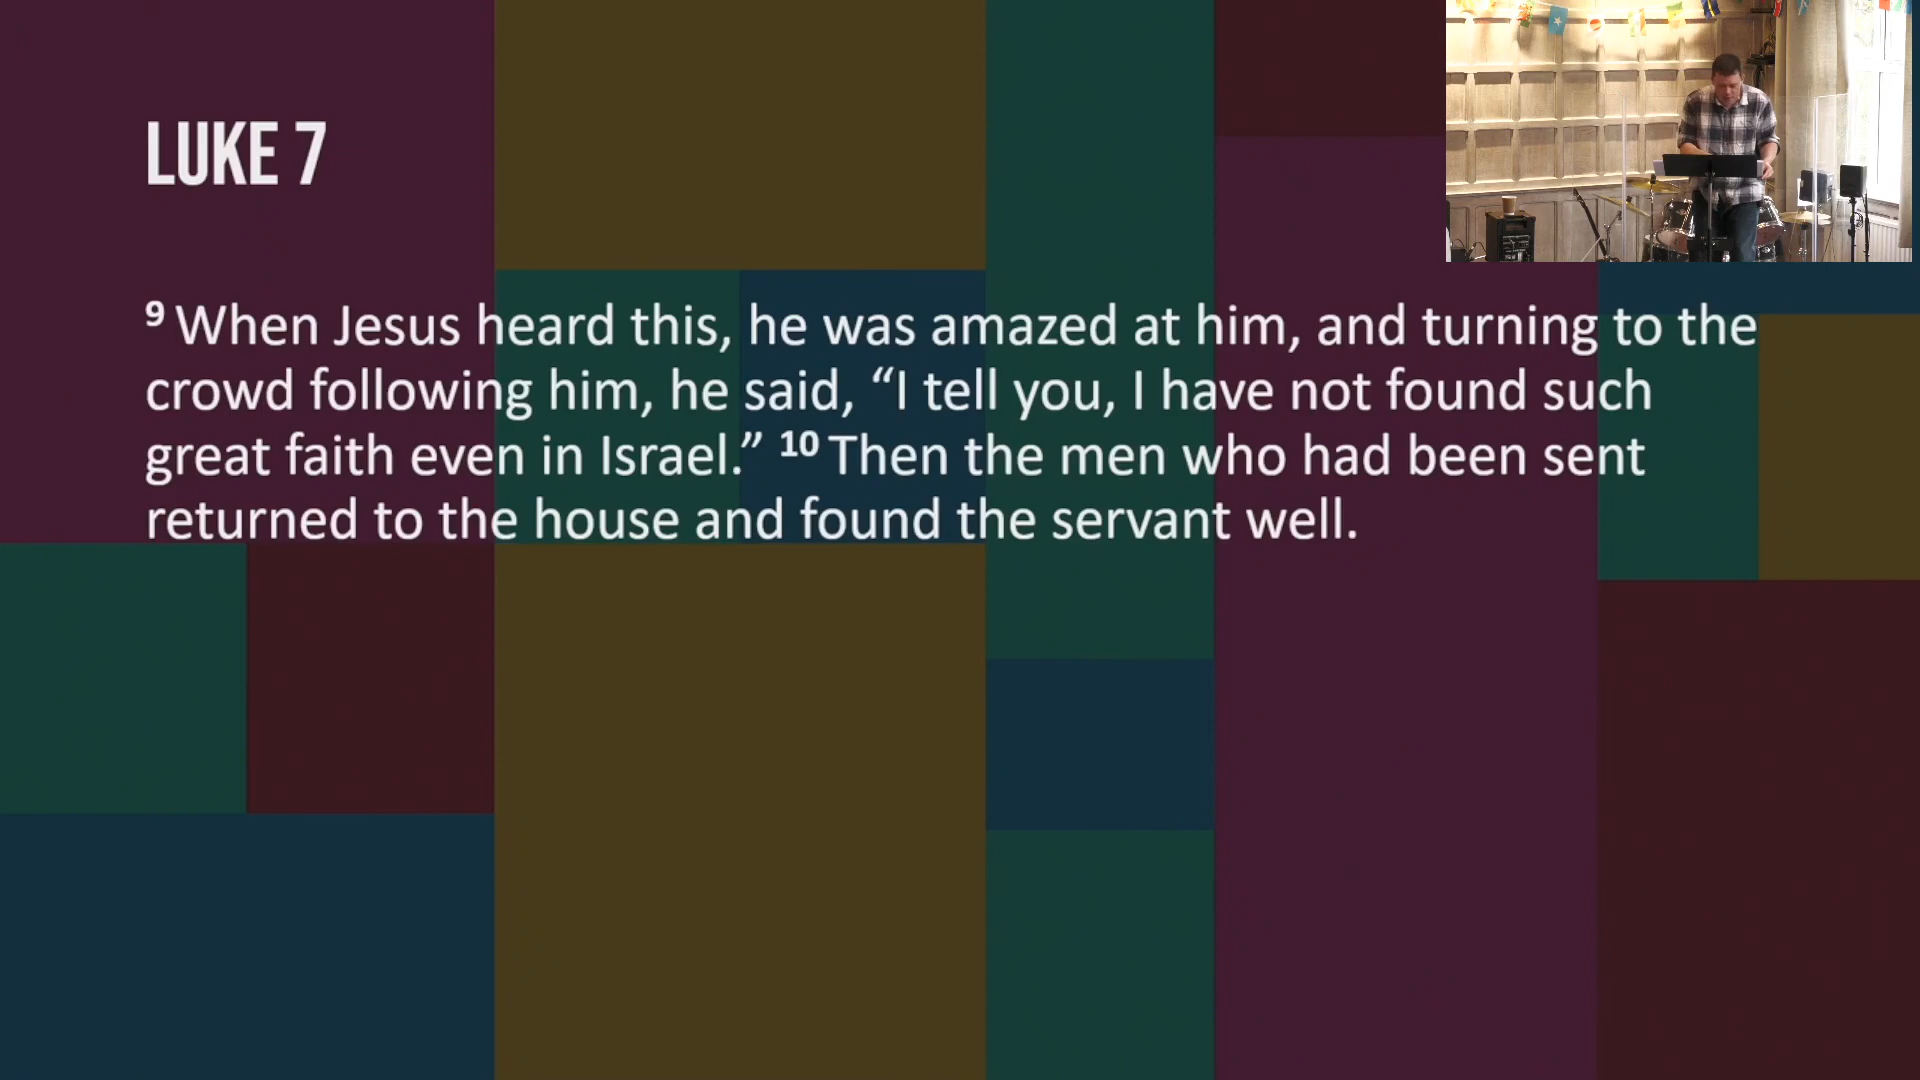 LUKE 7
9 When Jesus heard this, he was amazed at him, and turning to the
crowd following him, he said, “I tell you, I have not found such
great faith even in Israel.” 10 Then the men who had been sent
returned to the house and found the servant well.